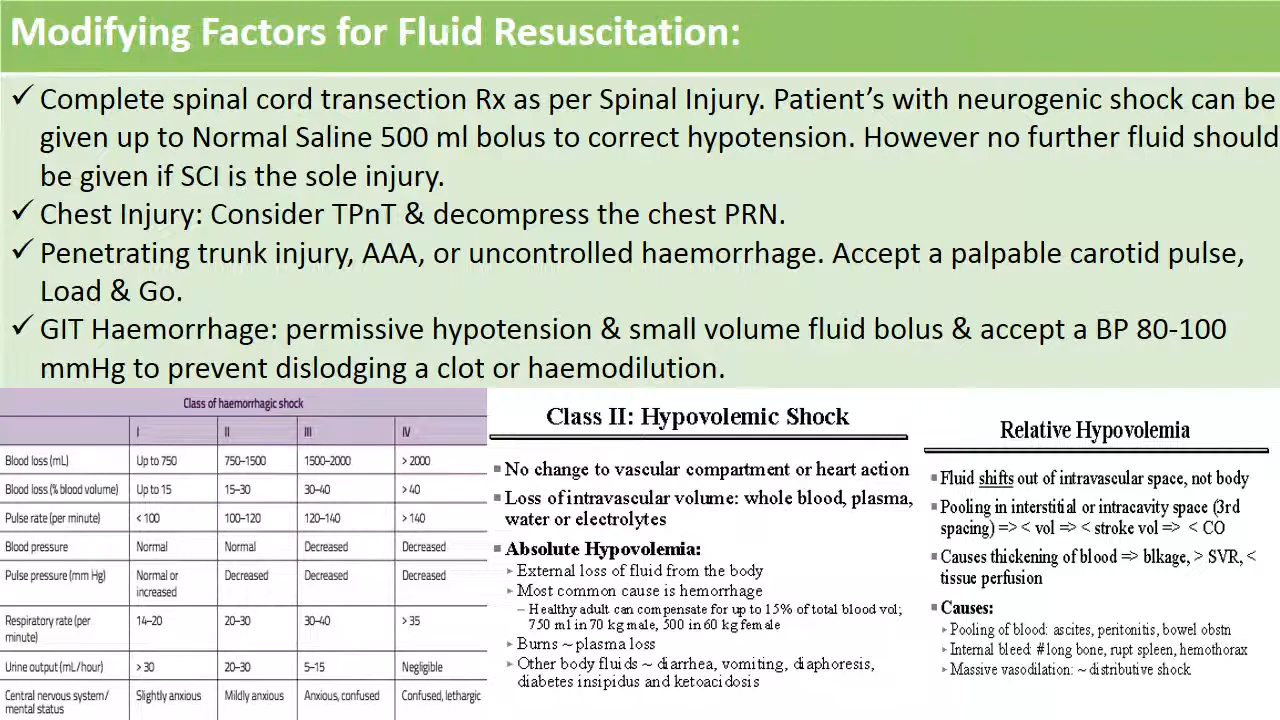 Modifying Factors for Fluid Resuscitation:
✓ Complete spinal cord transection Rx as per Spinal Injury. Patient's with neurogenic shock can be
given up to Normal Saline 500 ml bolus to correct hypotension. However no further fluid should
be given if SCI is the sole injury.
✓ Chest Injury: Consider TPnT & decompress the chest PRN.
✓ Penetrating trunk injury, AAA, or uncontrolled haemorrhage. Accept a palpable carotid pulse,
Load & Go.
✓ GIT Haemorrhage: permissive hypotension & small volume fluid bolus & accept a BP 80-100
mmHg to prevent dislodging a clot or haemodilution.
Class of haemorrhagic shock
I II III IV
Blood loss (mL) Up to 750 750–1500 1500–2000 > 2000
Blood loss (% blood volume) Up to 15 15–30 30–40 > 40
Pulse rate (per minute) < 100 100–120 120–140 > 140
Blood pressure Normal Normal Decreased Decreased
Pulse pressure (mm Hg) Normal or Decreased Decreased Decreased
increased
Respiratory rate (per 14–20 20–30 30–40 > 35
minute)
Urine output (mL/hour) > 30 20–30 5–15 Negligible
Central nervous system/ Slightly anxious Mildly anxious Anxious, confused Confused, lethargic
mental status
Class II: Hypovolemic Shock
No change to vascular compartment or heart action
Loss of intravascular volume: whole blood, plasma,
water or electrolytes
Absolute Hypovolemia:
External loss of fluid from the body
Most common cause is hemorrhage
– Healthy adult can compensate for up to 15% of total blood vol;
750 ml in 70 kg male, 500 in 60 kg female
Burns ~ plasma loss
Other body fluids ~ diarrhea, vomiting, diaphoresis,
diabetes insipidus and ketoacidosis
Relative Hypovolemia
Fluid shifts out of intravascular space, not body
Pooling in interstitial or intracavity space (3rd
spacing) => < vol => < stroke vol => < CO
Causes thickening of blood => blkage, > SVR, <
tissue perfusion
Causes:
Pooling of blood: ascites, peritonitis, bowel obstn
Internal bleed: # long bone, rupt spleen, hemothorax
Massive vasodilation: ~ distributive shock